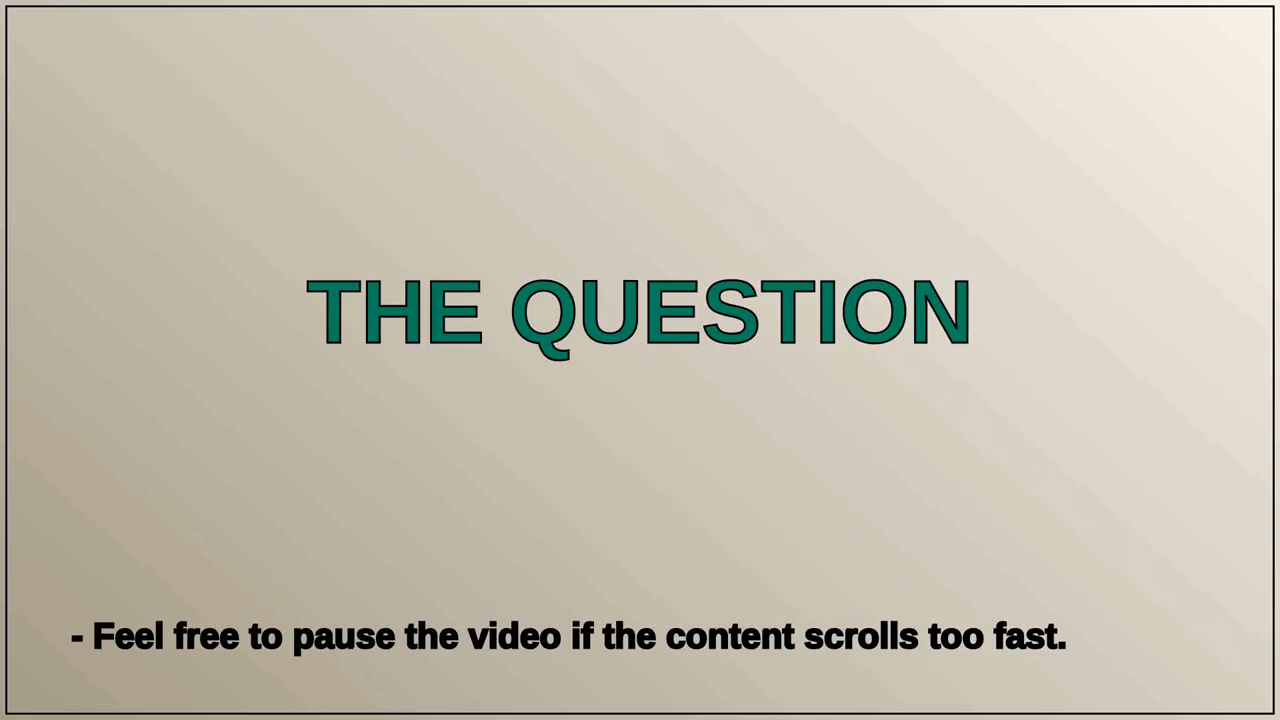 THE QUESTION
- Feel free to pause the video if the content scrolls too fast.